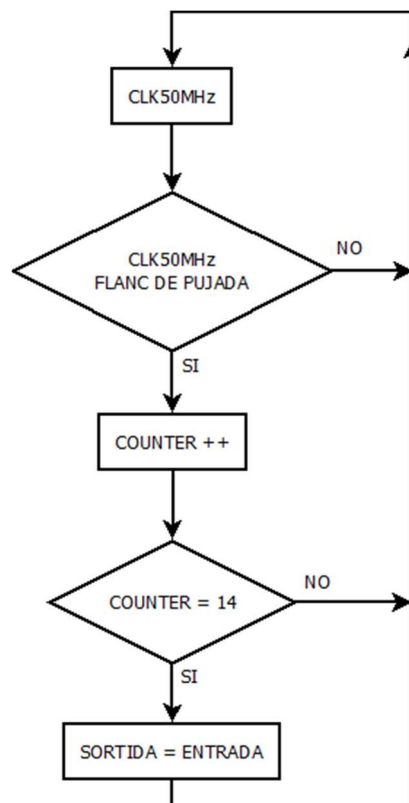 CLK50MHz
CLK50MHz
FLANC DE PUJADA
NO
SI
COUNTER ++
COUNTER = 14
NO
SI
SORTIDA = ENTRADA